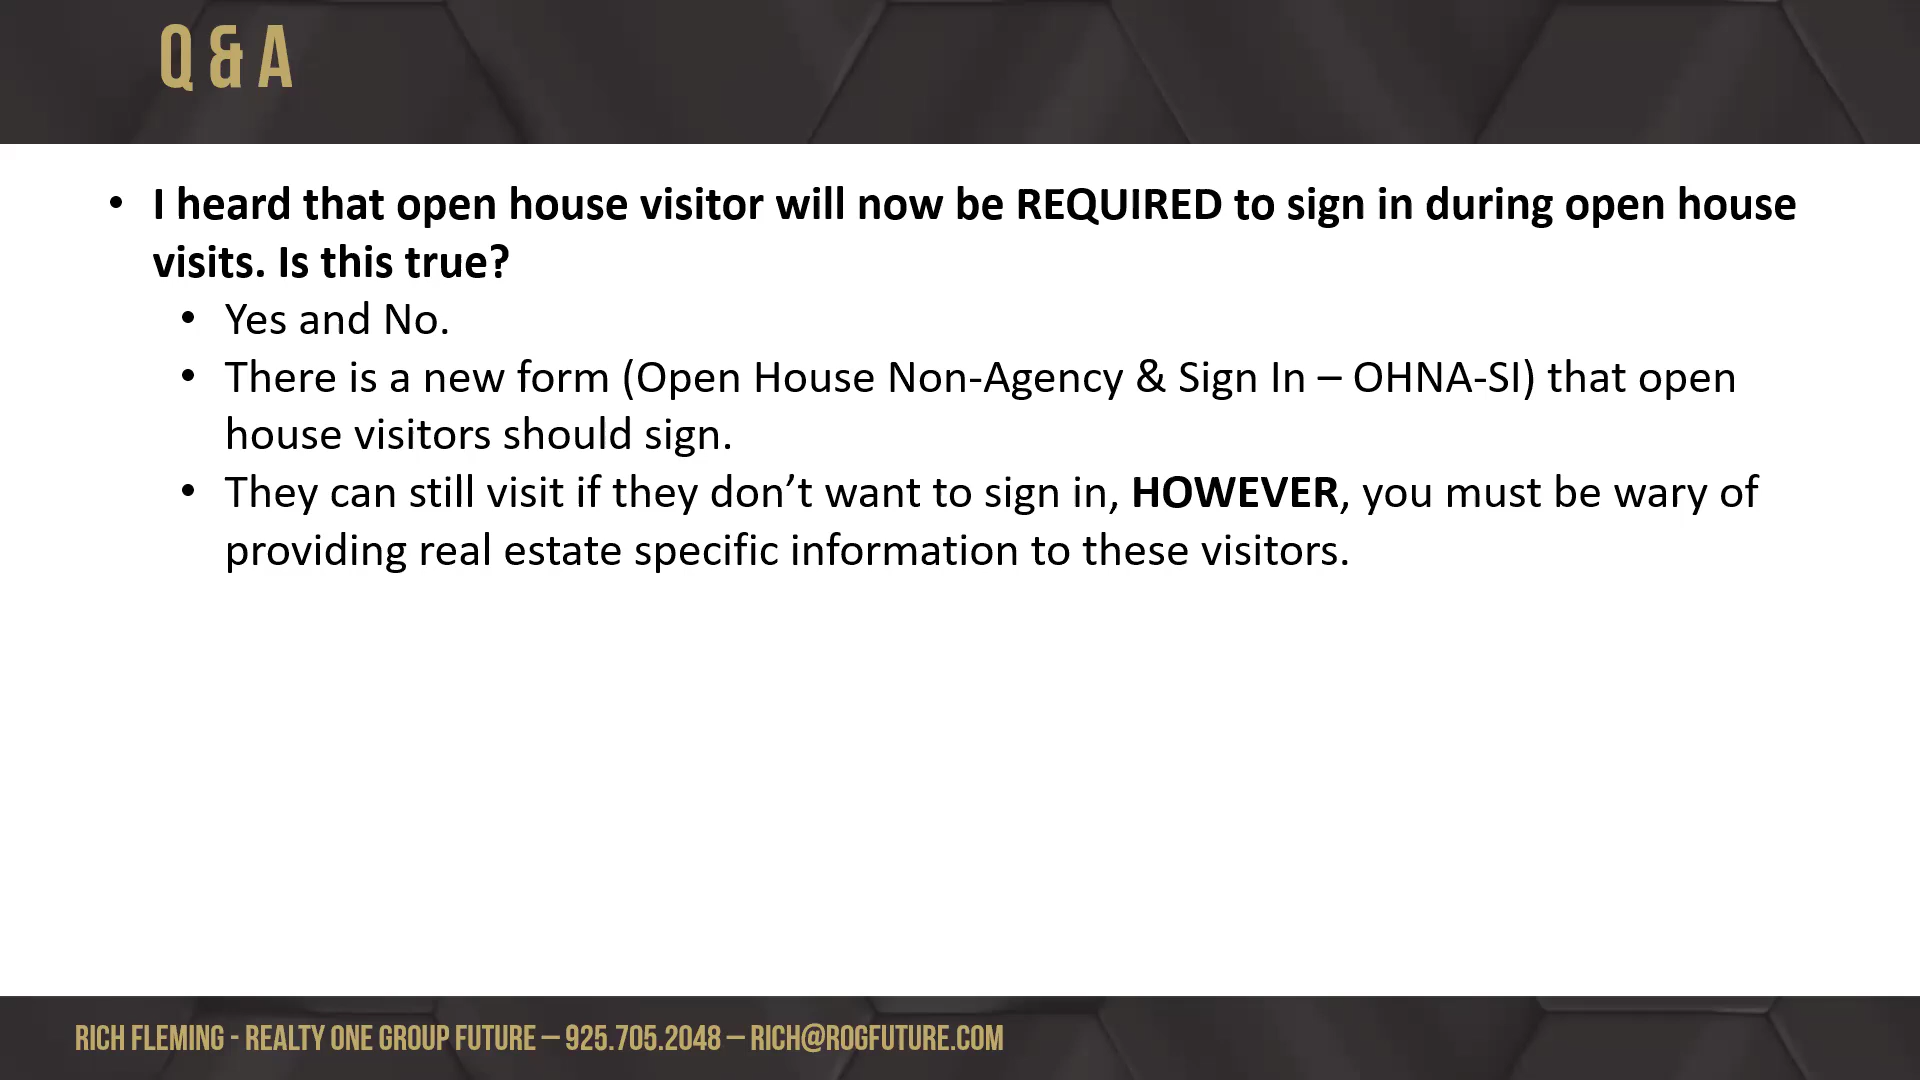 Q & A
• I heard that open house visitor will now be REQUIRED to sign in during open house
visits. Is this true?
• Yes and No.
• There is a new form (Open House Non-Agency & Sign In – OHNA-SI) that open
house visitors should sign.
• They can still visit if they don’t want to sign in, HOWEVER, you must be wary of
providing real estate specific information to these visitors.
RICH FLEMING - REALTY ONE GROUP FUTURE – 925.705.2048 – RICH@ROGFUTURE.COM